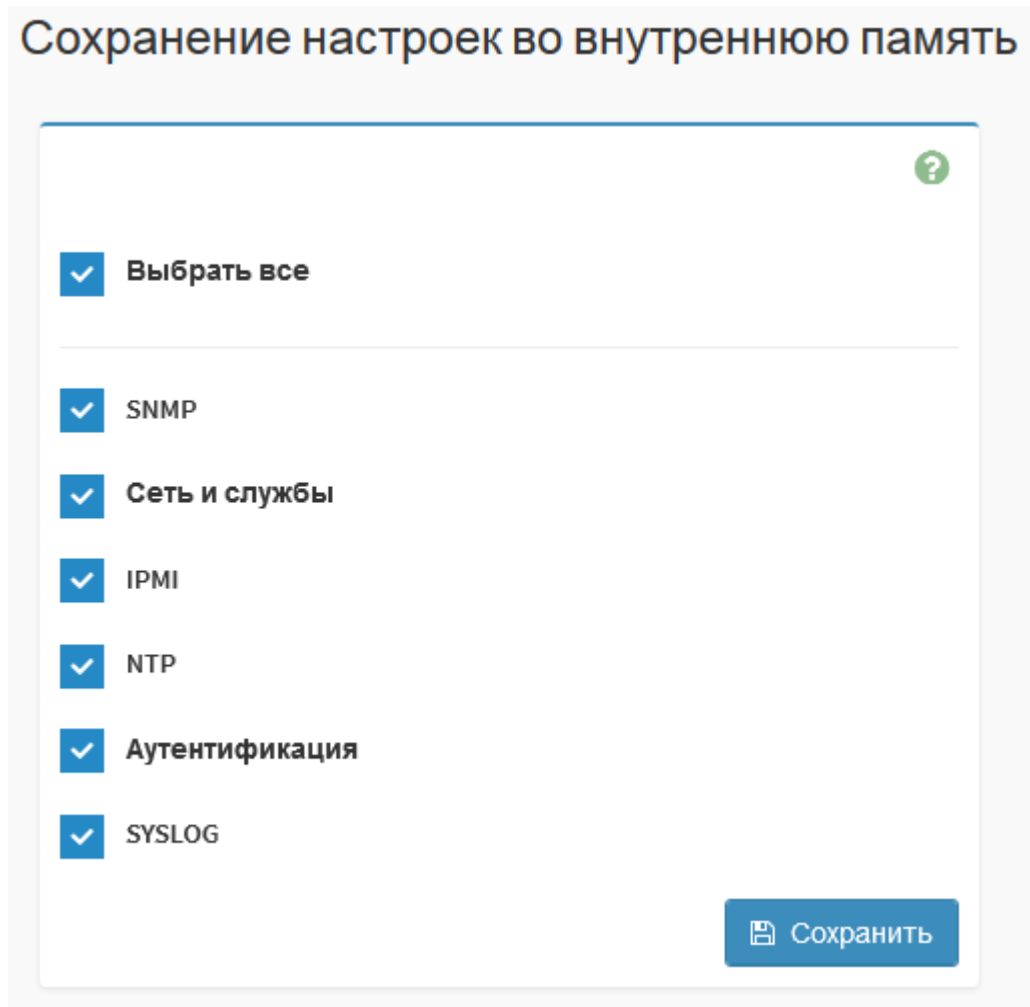 Сохранение настроек во внутреннюю память
?
Выбрать все
SNMP
Сеть и службы
IPMI
NTP
Аутентификация
SYSLOG
Сохранить